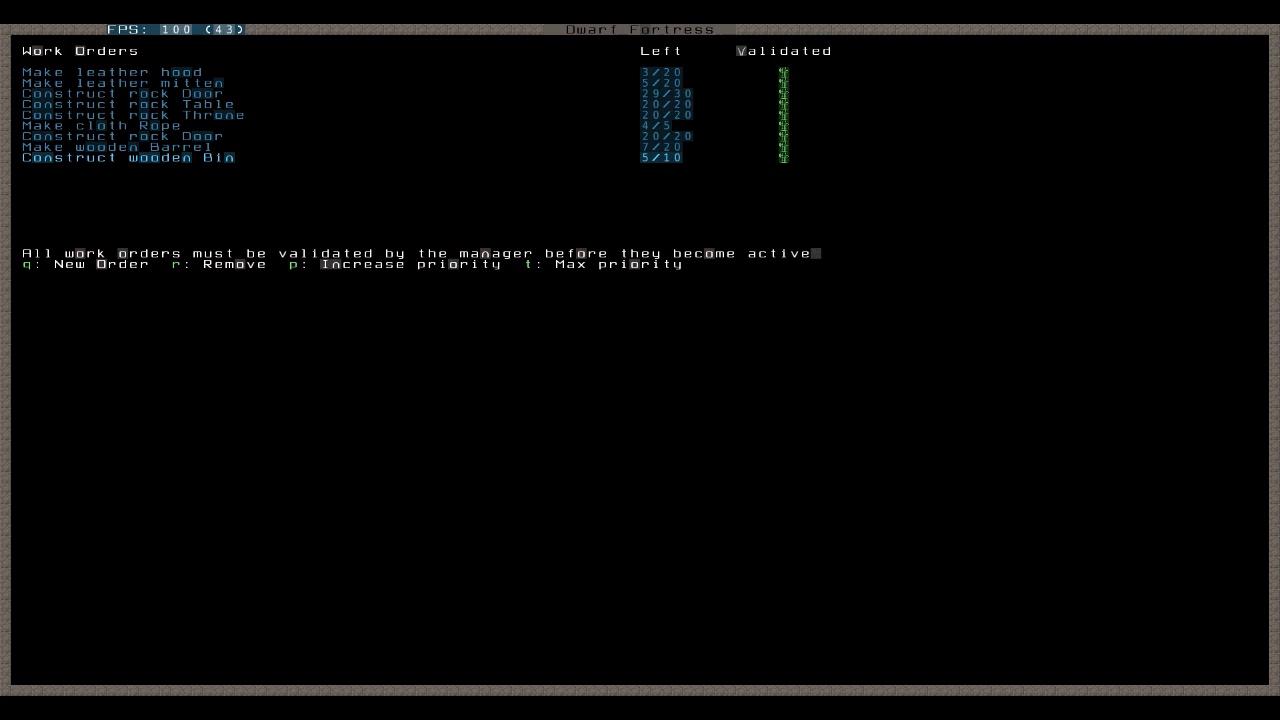 FPS: 100 (43) Dwarf Fortress
Work Orders Left Validated
Make leather hood 3/20
Make leather mitten 5/20
Construct rock Door 29/30
Construct rock Table 20/20
Construct rock Throne 20/20
Make cloth Rope 4/5
Construct rock Door 20/20
Make wooden Barrel 7/20
Construct wooden Bin 5/10
All work orders must be validated by the manager before they become active
q: New Order r: Remove p: Increase priority t: Max priority